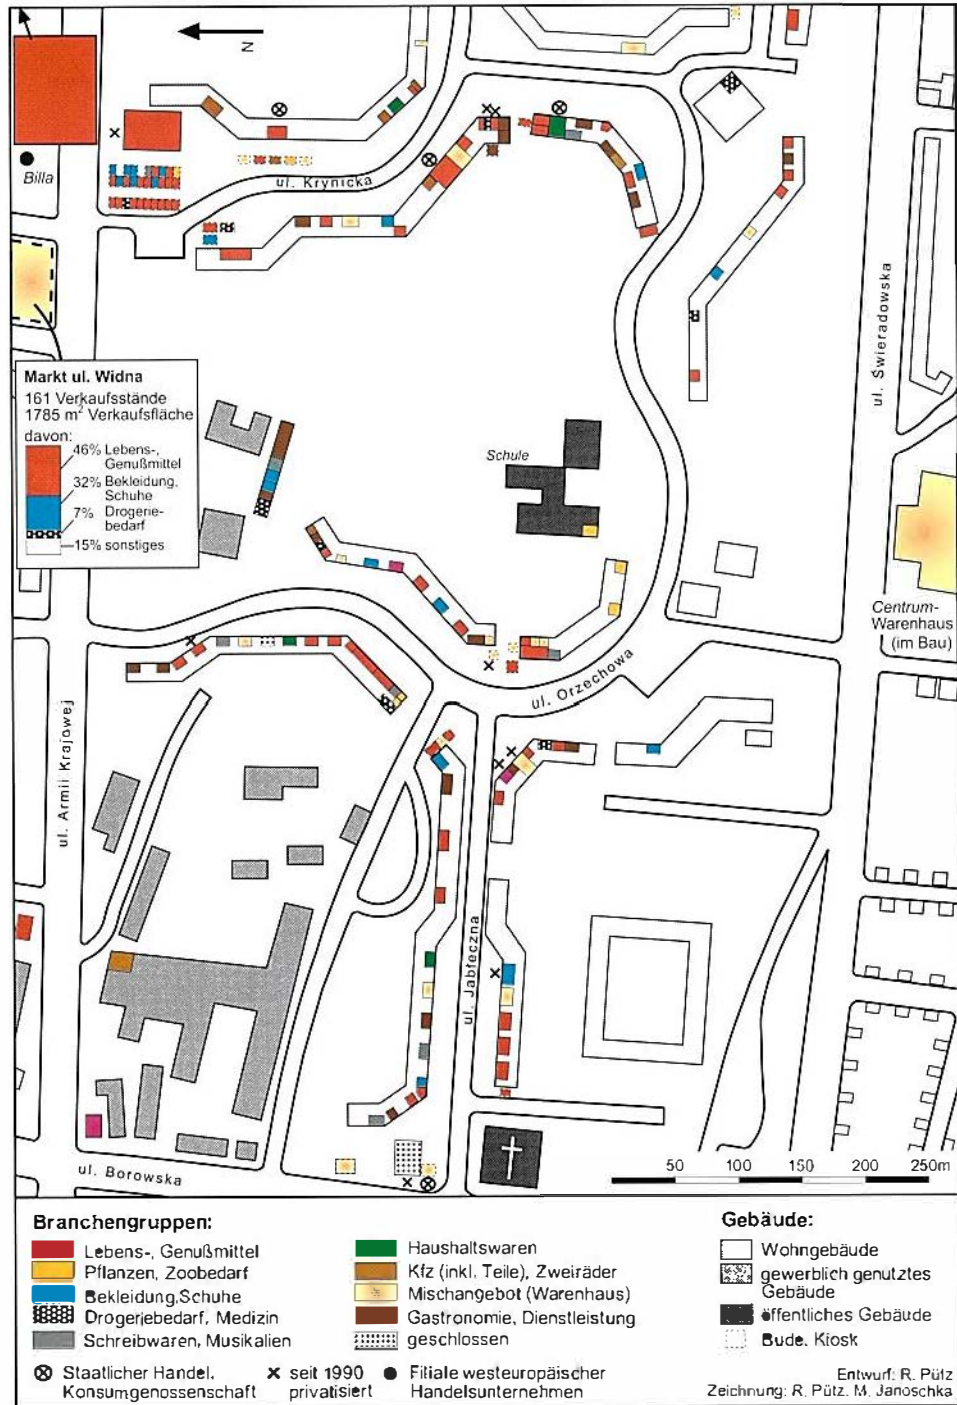 N
Billa
ul. Krynicka
ul. Świeradowska
Markt ul. Widna
161 Verkaufsstände
1785 m² Verkaufsfläche
davon:
46% Lebens-,
Genußmittel
32% Bekleidung,
Schuhe
7% Drogerie-
bedarf
15% sonstiges
Schule
Centrum-
Warenhaus
(im Bau)
ul. Orzechowa
ul. Armii Krajowej
ul. Jabłeczna
ul. Borowska
50 100 150 200 250m
Branchengruppen:
Lebens-, Genußmittel
Pflanzen, Zoobedarf
Bekleidung,Schuhe
Drogeriebedarf, Medizin
Schreibwaren, Musikalien
Haushaltswaren
Kfz (inkl. Teile), Zweiräder
Mischangebot (Warenhaus)
Gastronomie, Dienstleistung
geschlossen
Gebäude:
Wohngebäude
gewerblich genutztes
Gebäude
öffentliches Gebäude
Bude, Kiosk
Staatlicher Handel,
Konsumgenossenschaft
seit 1990
privatisiert
Filiale westeuropäischer
Handelsunternehmen
Entwurf: R. Pütz
Zeichnung: R. Pütz, M. Janoschka